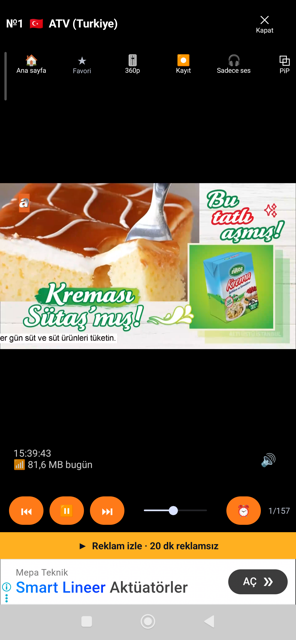 №1 🇹🇷 ATV (Turkiye)
Kapat
Ana sayfa
Favori
360p
Kayıt
Sadece ses
PiP
Bu
tatlı
aşmış!
Krema
Kreması
Sütaş'mış!
er gün süt ve süt ürünleri tüketin.
15:39:43
81,6 MB bugün
1/157
► Reklam izle · 20 dk reklamsız
Mepa Teknik
Smart Lineer Aktüatörler
AÇ